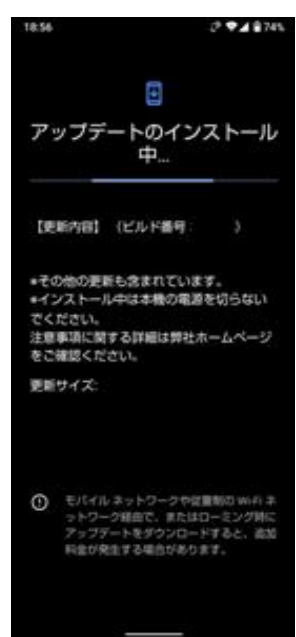 18:56
74%
アップデートのインストール
中...
【更新内容】 （ビルド番号： ）
*その他の更新も含まれています。
*インストール中は本機の電源を切らない
でください。
注意事項に関する詳細は弊社ホームページ
をご確認ください。
更新サイズ:
モバイル ネットワークや従量制の Wi-Fi ネ
ットワーク経由で、またはローミング時に
アップデートをダウンロードすると、追加
料金が発生する場合があります。